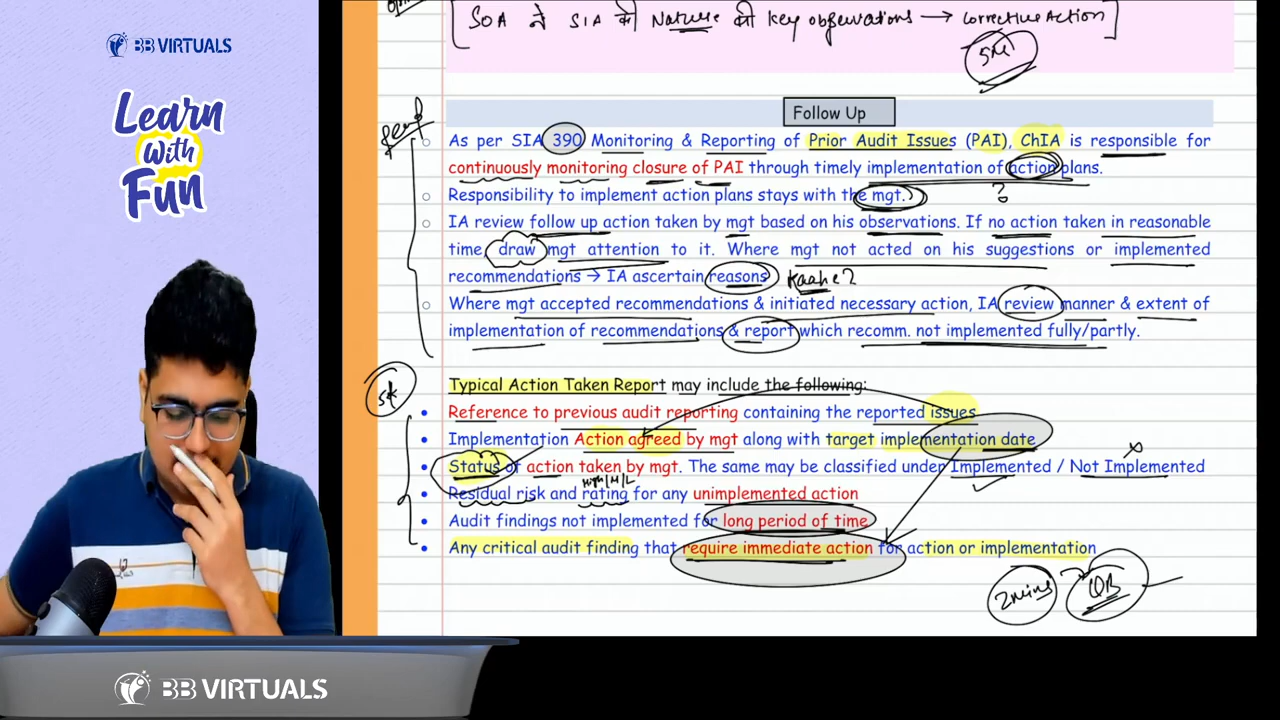 [SOA ने SIA की Nature की key observations → Corrective Action]
BB VIRTUALS
5M
Learn
With
Fun
Follow Up
As per SIA 390 Monitoring & Reporting of Prior Audit Issues (PAI), ChIA is responsible for
continuously monitoring closure of PAI through timely implementation of action plans.
Responsibility to implement action plans stays with the mgt. ?
IA review follow up action taken by mgt based on his observations. If no action taken in reasonable
time draw mgt attention to it. Where mgt not acted on his suggestions or implemented
recommendations → IA ascertain reasons Kaahe?
Where mgt accepted recommendations & initiated necessary action, IA review manner & extent of
implementation of recommendations & report which recomm. not implemented fully/partly.
Typical Action Taken Report may include the following:
• Reference to previous audit reporting containing the reported issues
• Implementation Action agreed by mgt along with target implementation date
• Status of action taken by mgt. The same may be classified under Implemented / Not Implemented
High/M/L
• Residual risk and rating for any unimplemented action
• Audit findings not implemented for long period of time
• Any critical audit finding that require immediate action for action or implementation
2 mins → QB
BB VIRTUALS